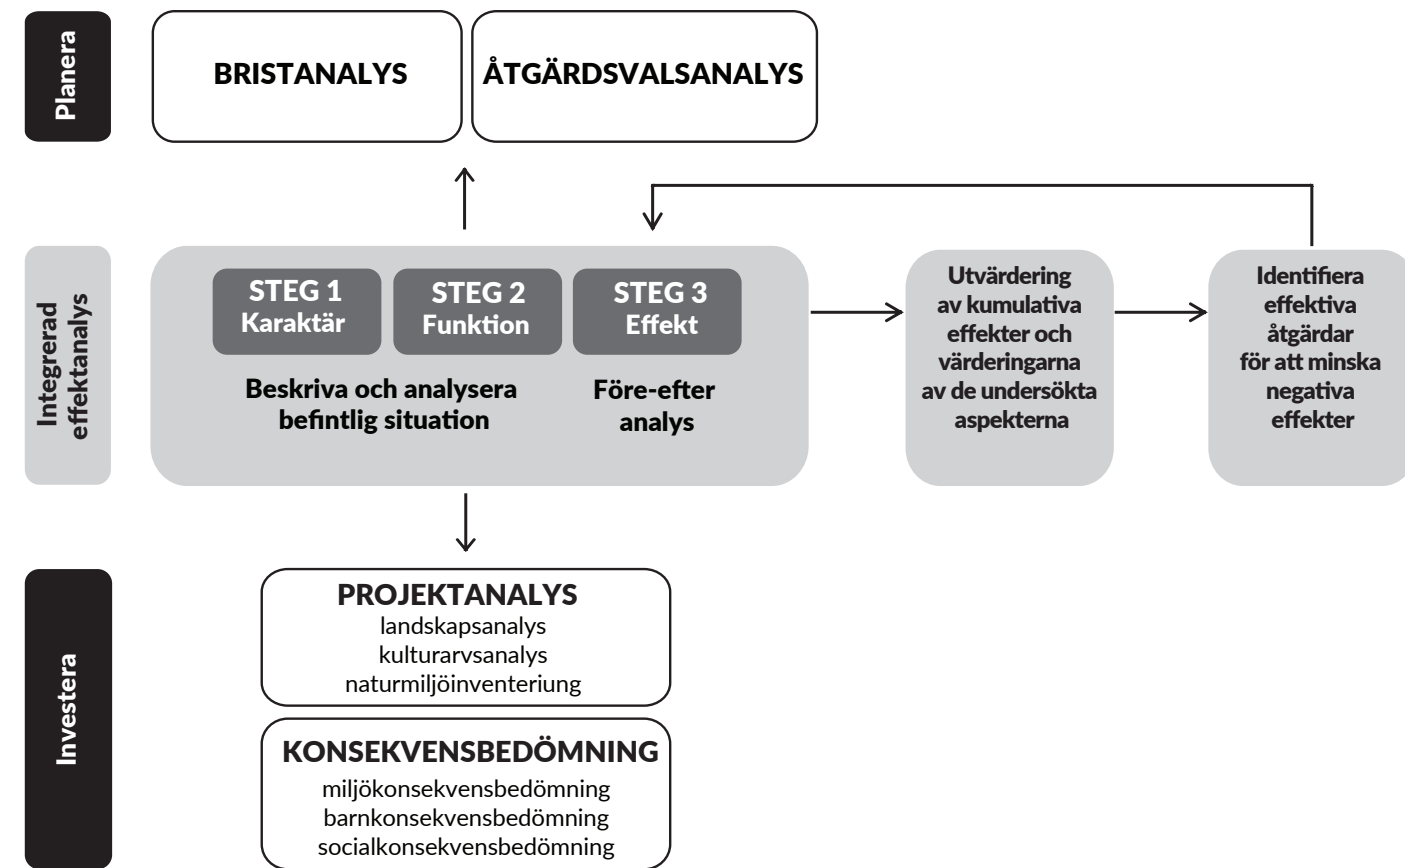 Planera
BRISTANALYS
ÅTGÄRDSVALSANALYS
Integrerad
effektanalys
STEG 1
Karaktär
STEG 2
Funktion
STEG 3
Effekt
Beskriva och analysera
befintlig situation
Före-efter
analys
Utvärdering
av kumulativa
effekter och
värderingarna
av de undersökta
aspekterna
Identifiera
effektiva
åtgärdar
för att minska
negativa
effekter
Investera
PROJEKTANALYS
landskapsanalys
kulturarvsanalys
naturmiljöinventeriung
KONSEKVENSBEDÖMNING
miljökonsekvensbedömning
barnkonsekvensbedömning
socialkonsekvensbedömning